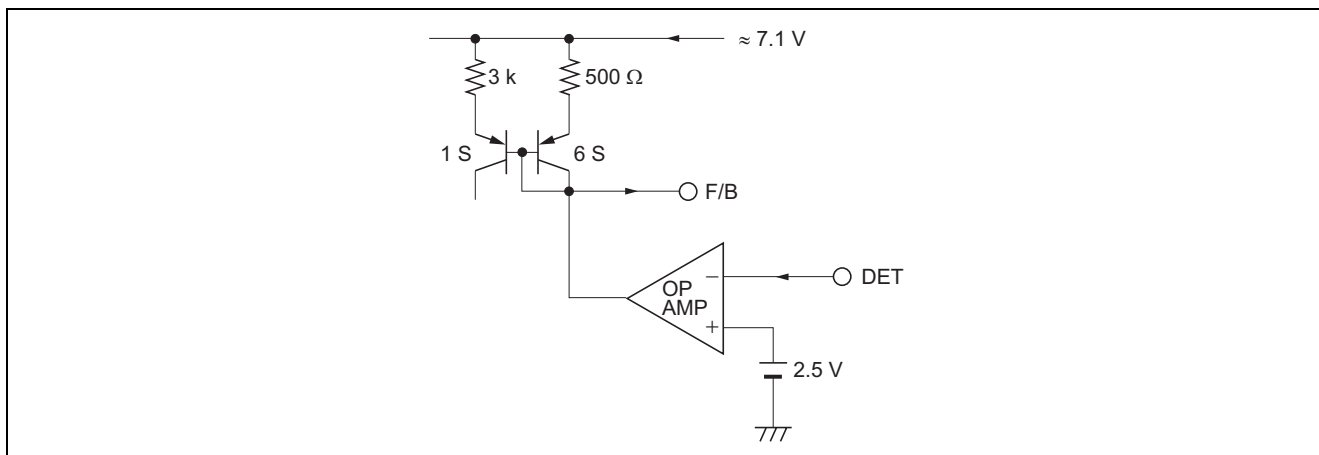 ≈ 7.1 V
3 k
500 Ω
1 S
6 S
F/B
DET
−
OP
AMP
+
2.5 V